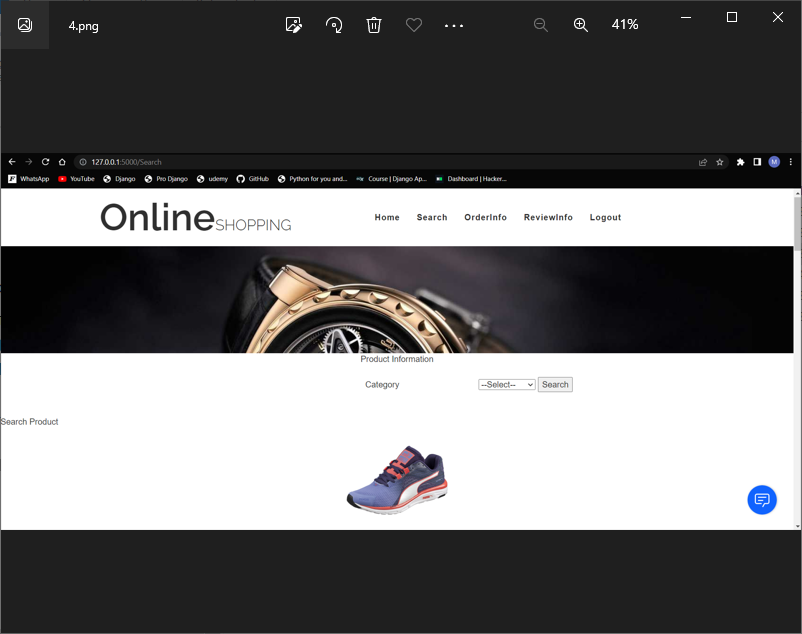 4.png
41%
127.0.0.1:5000/Search
M
WhatsApp YouTube Django Pro Django udemy GitHub Python for you and... Course | Django Ap... Dashboard | Hacker...
Online SHOPPING
Home Search OrderInfo ReviewInfo Logout
Product Information
Category --Select-- Search
Search Product